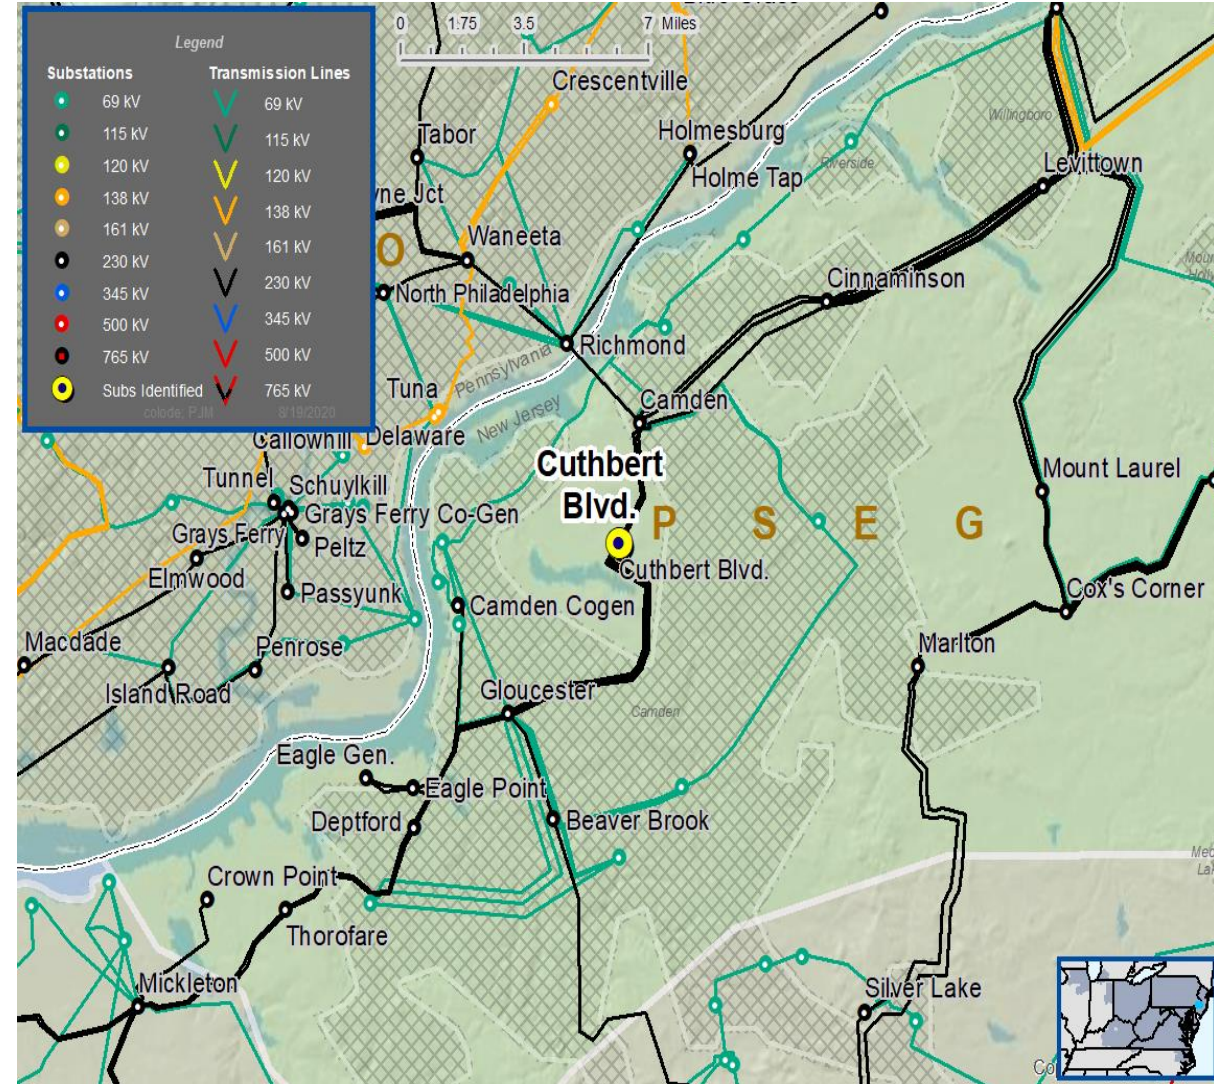 Legend
Substations
Transmission Lines
69 kV
69 kV
115 kV
115 kV
120 kV
120 kV
138 kV
138 kV
161 kV
161 kV
230 kV
230 kV
345 kV
345 kV
500 kV
500 kV
765 kV
765 kV
Subs Identified
8/19/2020
0 1.75 3.5 7 Miles
Crescentville
Tabor
Holmesburg
Holme Tap
Willingboro
Riverside
Levittown
yne Jct
Waneeta
O
North Philadelphia
Cinnaminson
Richmond
Pennsylvania
New Jersey
Tuna
Camden
Callowhill
Delaware
Cuthbert
Blvd.
Tunnel
Schuylkill
Grays Ferry Co-Gen
Grays Ferry
Peltz
P S E G
Mount Laurel
Elmwood
Passyunk
Cuthbert Blvd.
Camden Cogen
Cox's Corner
Macdade
Penrose
Marlton
Island Road
Gloucester
Camden
Eagle Gen.
Eagle Point
Deptford
Beaver Brook
Crown Point
Thorofare
Mickleton
Silver Lake